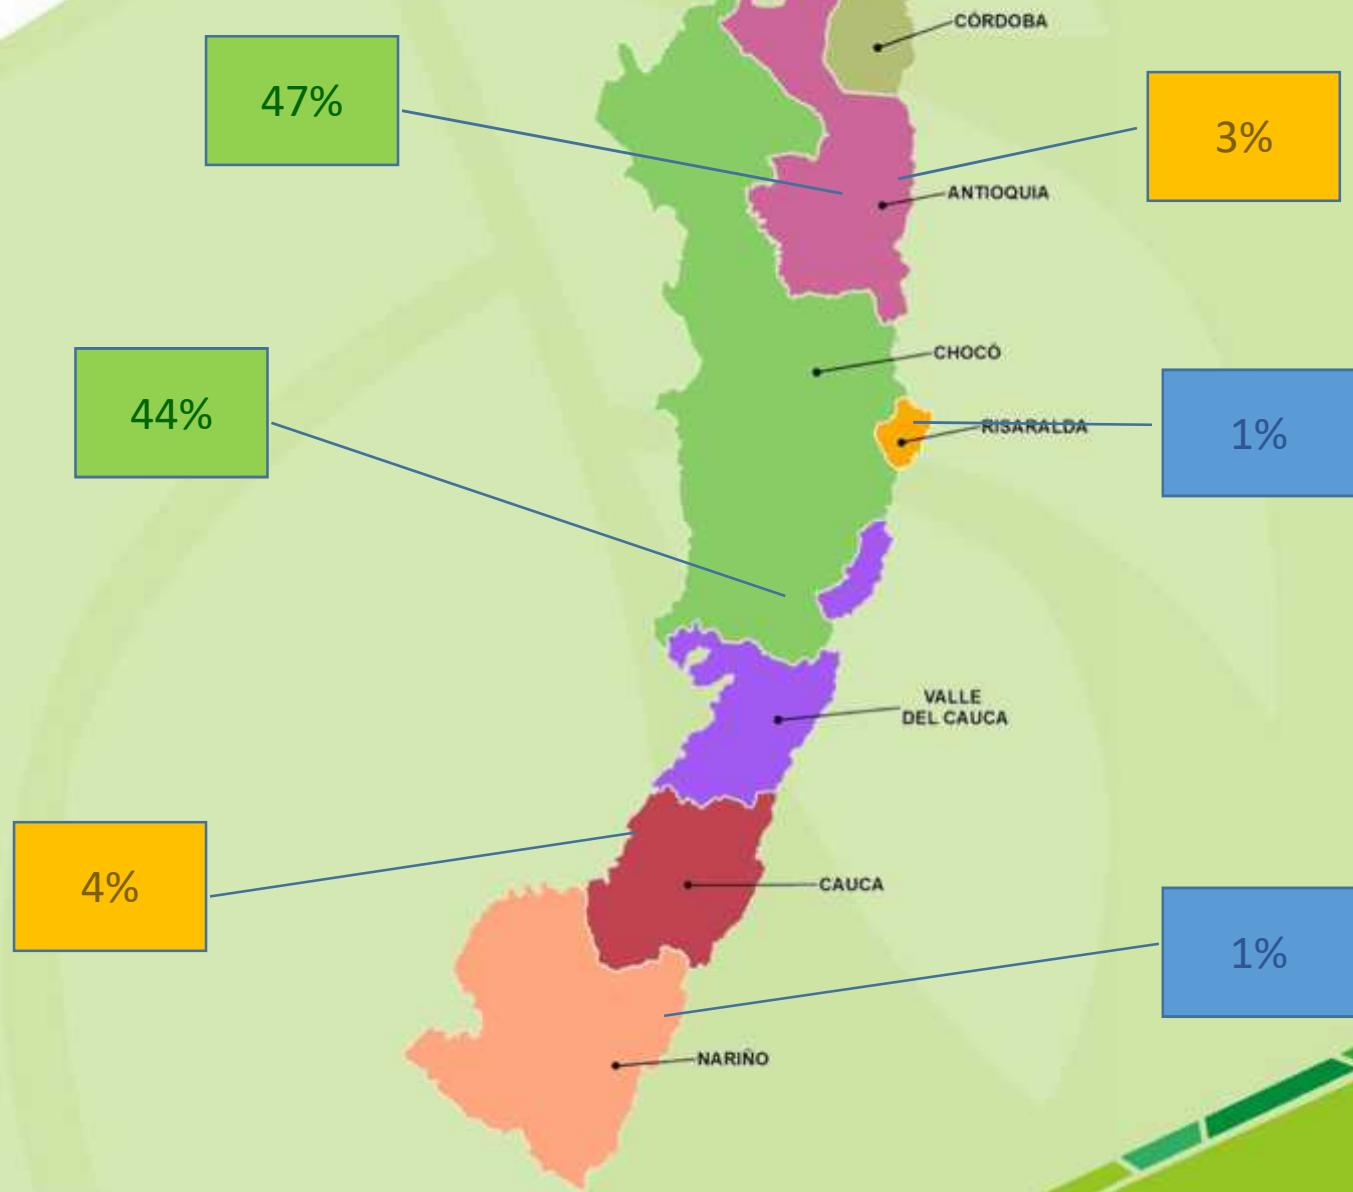 CÓRDOBA
47%
3%
ANTIOQUIA
CHOCÓ
44%
RISARALDA
1%
VALLE
DEL CAUCA
4%
CAUCA
1%
NARIÑO